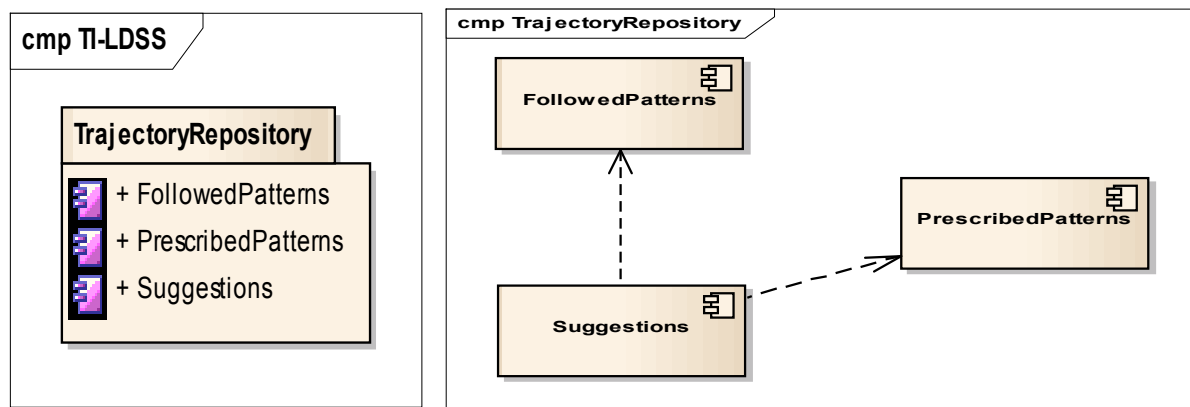 cmp TI-LDSS
TrajectoryRepository
+ FollowedPatterns
+ PrescribedPatterns
+ Suggestions
cmp TrajectoryRepository
FollowedPatterns
PrescribedPatterns
Suggestions